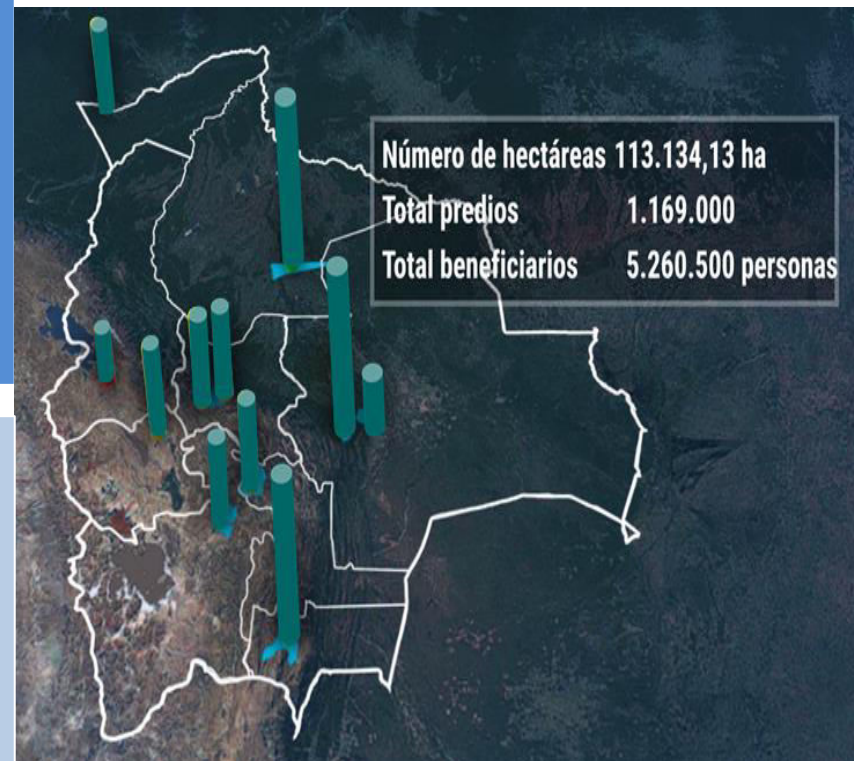 Número de hectáreas 113.134,13 ha
Total predios 1.169.000
Total beneficiarios 5.260.500 personas